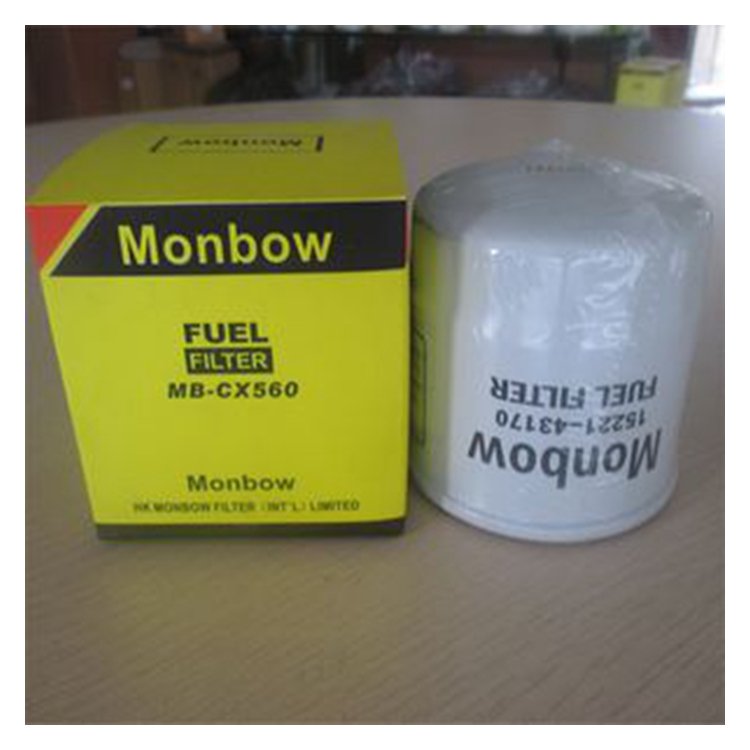 Monbow
Monbow
FUEL
FILTER
MB-CX560
Monbow
HK MONBOW FILTER (INT'L) LIMITED
Monbow
15221-43170
FUEL FILTER